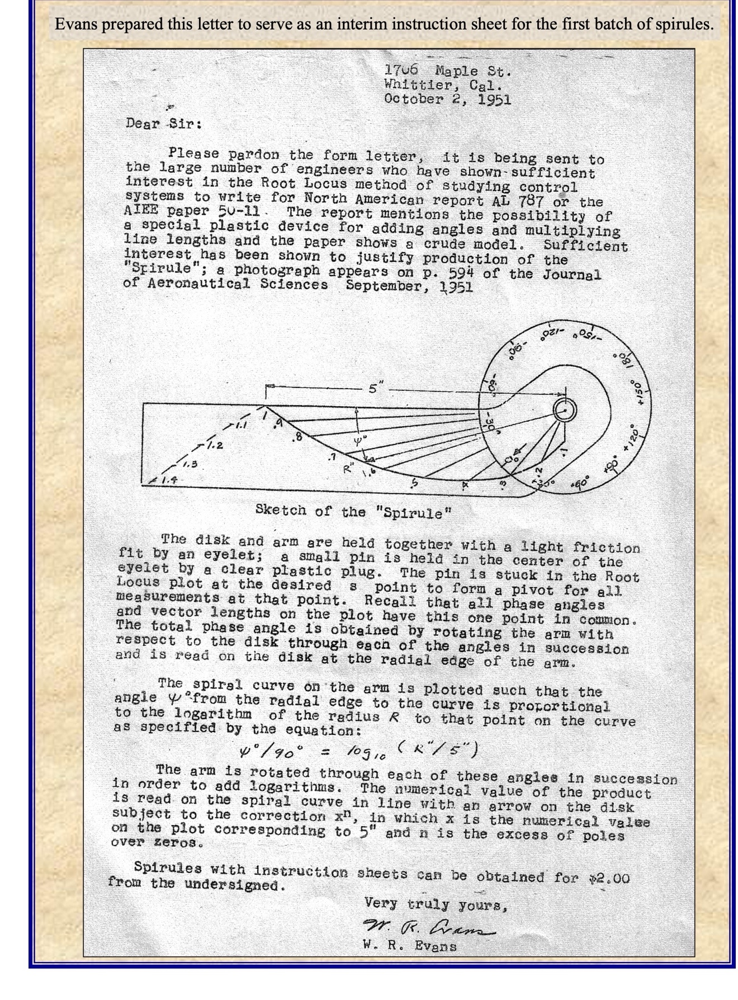 Evans prepared this letter to serve as an interim instruction sheet for the first batch of spirules.
1706 Maple St.
Whittier, Cal.
October 2, 1951
Dear Sir:
Please pardon the form letter, it is being sent to
the large number of engineers who have shown sufficient
interest in the Root Locus method of studying control
systems to write for North American report AL 787 or the
AIEE paper 50-11. The report mentions the possibility of
a special plastic device for adding angles and multiplying
line lengths and the paper shows a crude model. Sufficient
interest has been shown to justify production of the
"Spirule"; a photograph appears on p. 594 of the Journal
of Aeronautical Sciences September, 1951
-120°
-150°
-90°
180°
-60°
5"
+150°
1
.9
-30°
1.1
.8
ψ°
+120°
1.2
.7
R"
.1
0°
1.3
.6
+90°
1.4
.5
.4
.3
.2
+30°
+60°
Sketch of the "Spirule"
The disk and arm are held together with a light friction
fit by an eyelet; a small pin is held in the center of the
eyelet by a clear plastic plug. The pin is stuck in the Root
Locus plot at the desired s point to form a pivot for all
measurements at that point. Recall that all phase angles
and vector lengths on the plot have this one point in common.
The total phase angle is obtained by rotating the arm with
respect to the disk through each of the angles in succession
and is read on the disk at the radial edge of the arm.
The spiral curve on the arm is plotted such that the
angle ψ° from the radial edge to the curve is proportional
to the logarithm of the radius R to that point on the curve
as specified by the equation:
ψ°/90° = log₁₀ (R"/5")
The arm is rotated through each of these angles in succession
in order to add logarithms. The numerical value of the product
is read on the spiral curve in line with an arrow on the disk
subject to the correction xⁿ, in which x is the numerical value
on the plot corresponding to 5" and n is the excess of poles
over zeros.
Spirules with instruction sheets can be obtained for $2.00
from the undersigned.
Very truly yours,
W. R. Evans
W. R. Evans